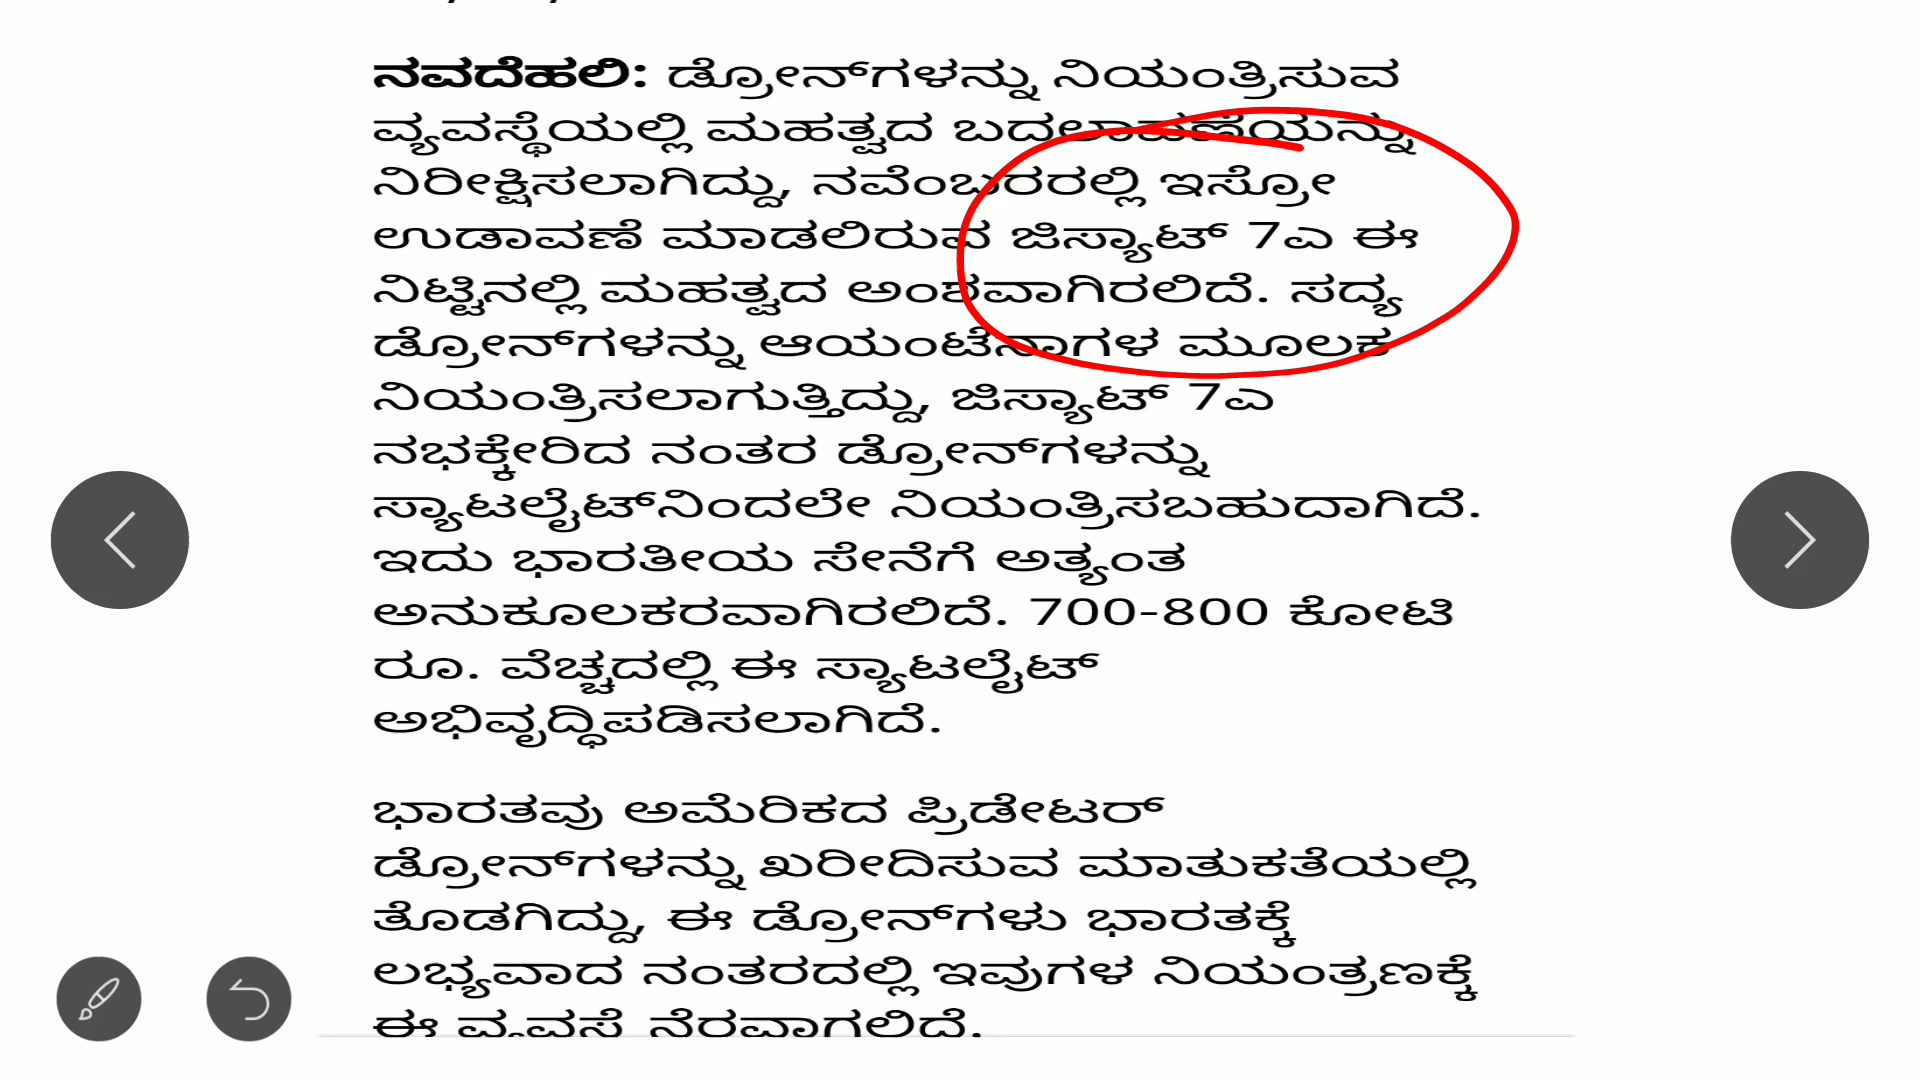 ನವದೆಹಲಿ: ಡ್ರೋನ್‌ಗಳನ್ನು ನಿಯಂತ್ರಿಸುವ
ವ್ಯವಸ್ಥೆಯಲ್ಲಿ ಮಹತ್ವದ ಬದಲಾವಣೆಯನ್ನು
ನಿರೀಕ್ಷಿಸಲಾಗಿದ್ದು, ನವೆಂಬರರಲ್ಲಿ ಇಸ್ರೋ
ಉಡಾವಣೆ ಮಾಡಲಿರುವ ಜಿಸ್ಯಾಟ್ 7ಎ ಈ
ನಿಟ್ಟಿನಲ್ಲಿ ಮಹತ್ವದ ಅಂಶವಾಗಿರಲಿದೆ. ಸದ್ಯ
ಡ್ರೋನ್‌ಗಳನ್ನು ಆಯಂಟೆನಾಗಳ ಮೂಲಕ
ನಿಯಂತ್ರಿಸಲಾಗುತ್ತಿದ್ದು, ಜಿಸ್ಯಾಟ್ 7ಎ
ನಭಕ್ಕೇರಿದ ನಂತರ ಡ್ರೋನ್‌ಗಳನ್ನು
ಸ್ಯಾಟಲೈಟ್‌ನಿಂದಲೇ ನಿಯಂತ್ರಿಸಬಹುದಾಗಿದೆ.
ಇದು ಭಾರತೀಯ ಸೇನೆಗೆ ಅತ್ಯಂತ
ಅನುಕೂಲಕರವಾಗಿರಲಿದೆ. 700-800 ಕೋಟಿ
ರೂ. ವೆಚ್ಚದಲ್ಲಿ ಈ ಸ್ಯಾಟಲೈಟ್
ಅಭಿವೃದ್ಧಿಪಡಿಸಲಾಗಿದೆ.
ಭಾರತವು ಅಮೆರಿಕದ ಪ್ರಿಡೇಟರ್
ಡ್ರೋನ್‌ಗಳನ್ನು ಖರೀದಿಸುವ ಮಾತುಕತೆಯಲ್ಲಿ
ತೊಡಗಿದ್ದು, ಈ ಡ್ರೋನ್‌ಗಳು ಭಾರತಕ್ಕೆ
ಲಭ್ಯವಾದ ನಂತರದಲ್ಲಿ ಇವುಗಳ ನಿಯಂತ್ರಣಕ್ಕೆ
ಈ ವ್ಯವಸ್ಥೆ ನೆರವಾಗಲಿದೆ.